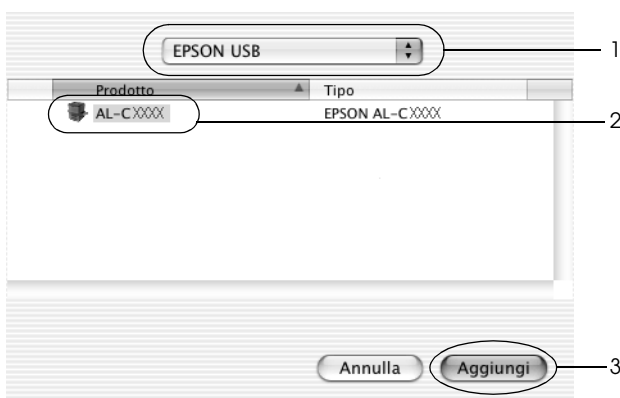 EPSON USB 1
Prodotto Tipo
AL-CXXXX EPSON AL-CXXXX 2
Annulla Aggiungi 3